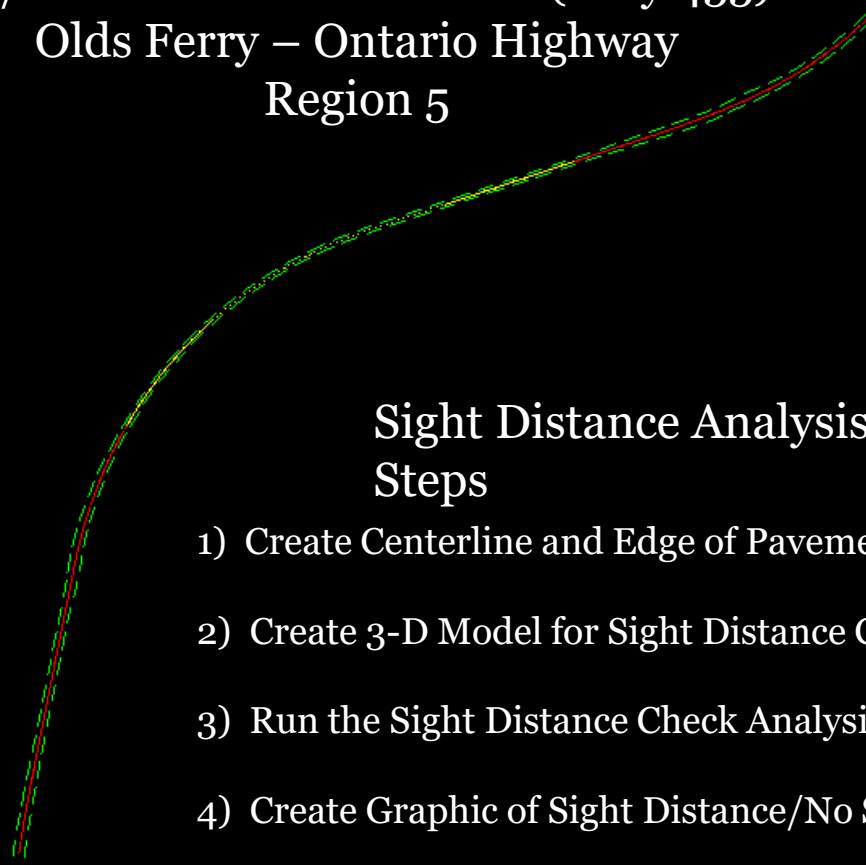 Olds Ferry – Ontario Highway
Region 5
Sight Distance Analysis
Steps
1) Create Centerline and Edge of
2) Create 3-D Model for Sight Distance
3) Run the Sight Distance Check
4) Create Graphic of Sight Distance/No